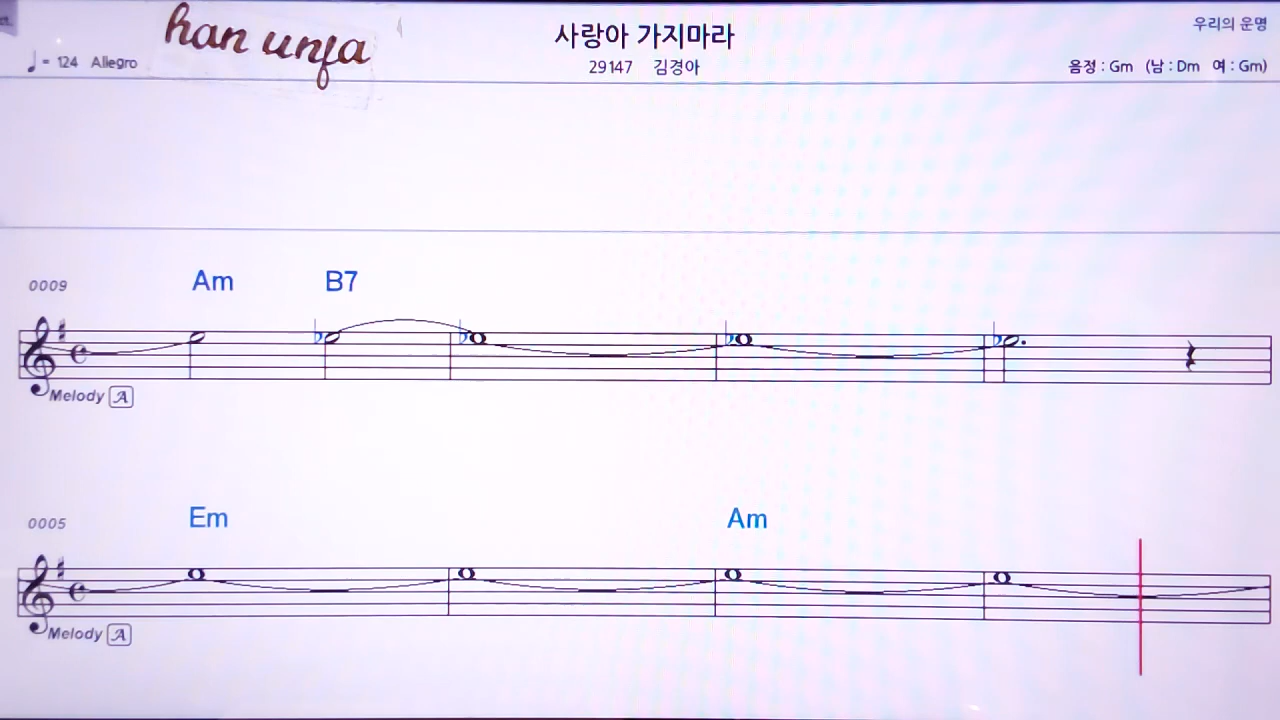 han unfa
사랑아 가지마라
우리의 운명
♩ = 124 Allegro
29147 김경아
음정 : Gm (남 : Dm 여 : Gm)
0009 Am B7
Melody A
0005 Em Am
Melody A